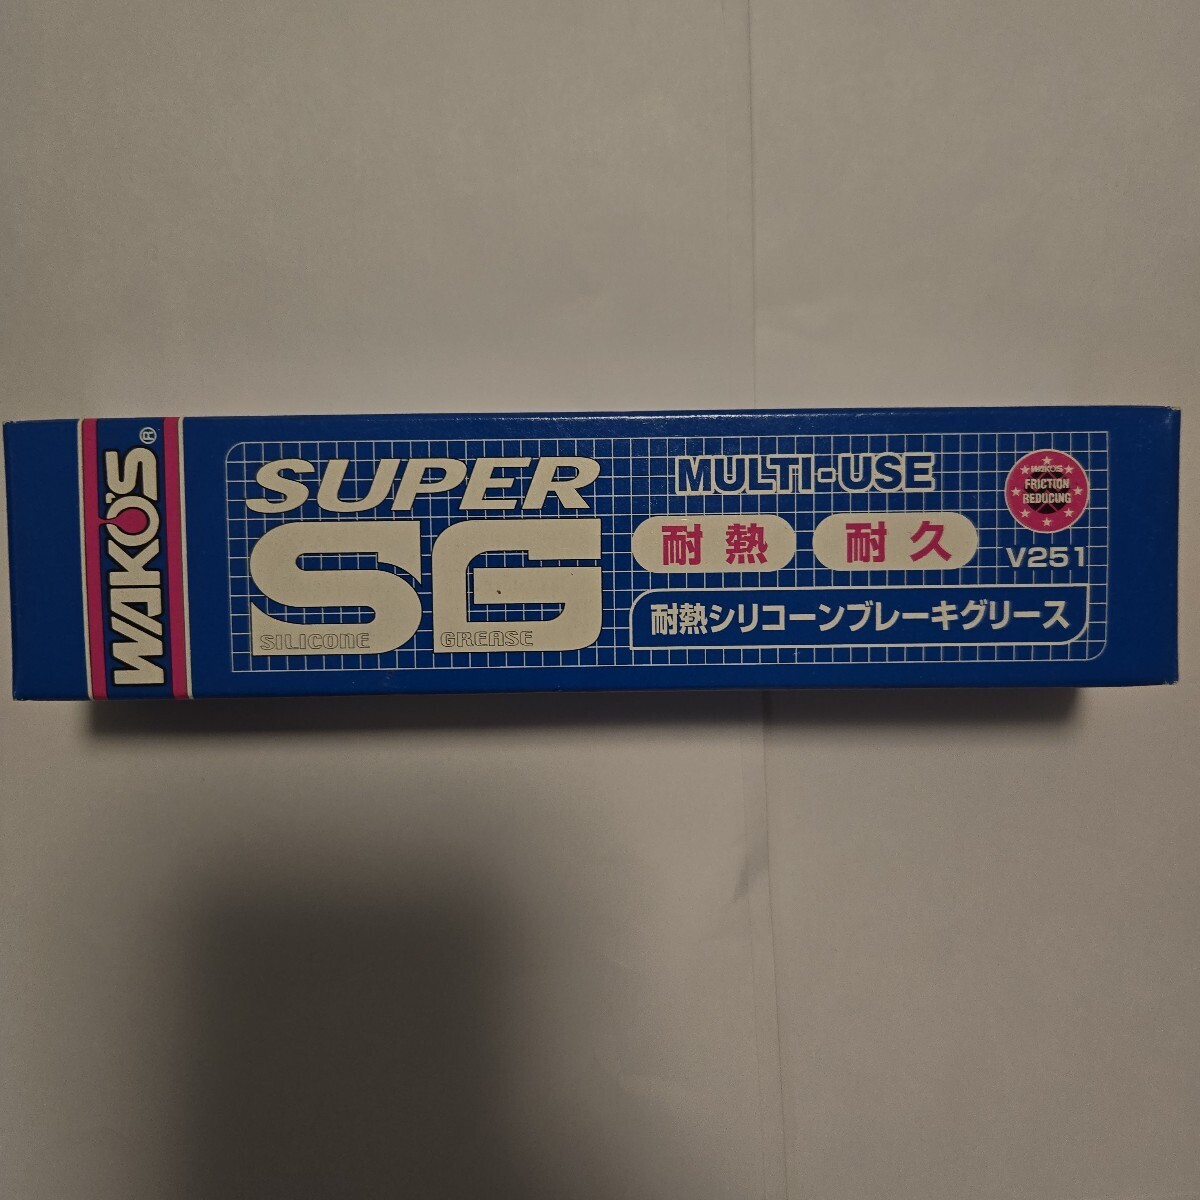 WAKO'S®
SUPER
SG
SILICONE GREASE
MULTI-USE
耐熱 耐久
耐熱シリコーンブレーキグリース
WAKO'S
FRICTION
REDUCING
V251